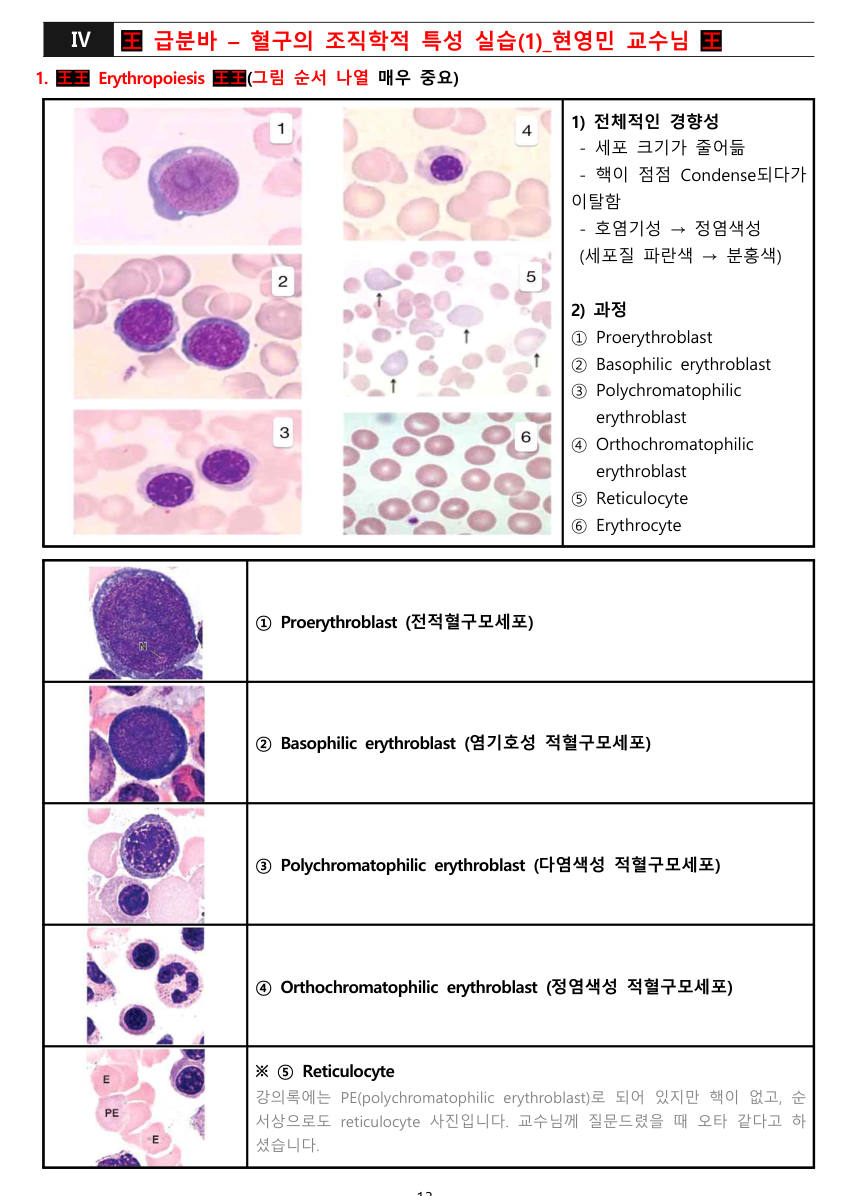 Ⅳ 王 급분바 – 혈구의 조직학적 특성 실습(1)_현영민 교수님 王
1. 王王 Erythropoiesis 王王(그림 순서 나열 매우 중요)
1
4
2
5
3
6
1) 전체적인 경향성
- 세포 크기가 줄어듦
- 핵이 점점 Condense되다가
이탈함
- 호염기성 → 정염색성
(세포질 파란색 → 분홍색)
2) 과정
① Proerythroblast
② Basophilic erythroblast
③ Polychromatophilic
erythroblast
④ Orthochromatophilic
erythroblast
⑤ Reticulocyte
⑥ Erythrocyte
N
① Proerythroblast (전적혈구모세포)
② Basophilic erythroblast (염기호성 적혈구모세포)
③ Polychromatophilic erythroblast (다염색성 적혈구모세포)
④ Orthochromatophilic erythroblast (정염색성 적혈구모세포)
E
PE
E
※ ⑤ Reticulocyte
강의록에는 PE(polychromatophilic erythroblast)로 되어 있지만 핵이 없고, 순
서상으로도 reticulocyte 사진입니다. 교수님께 질문드렸을 때 오타 같다고 하
셨습니다.